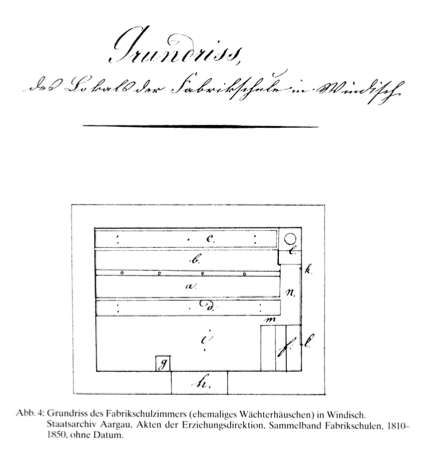 Grundriss,
des Lokals der Fabrikschule in Windisch
c.
e.
b.
k.
a.
n.
d.
m
i
f.
l.
g
h.
Abb. 4: Grundriss des Fabrikschulzimmers (ehemaliges Wächterhäuschen) in Windisch.
Staatsarchiv Aargau, Akten der Erziehungsdirektion, Sammelband Fabrikschulen, 1810–
1850, ohne Datum.